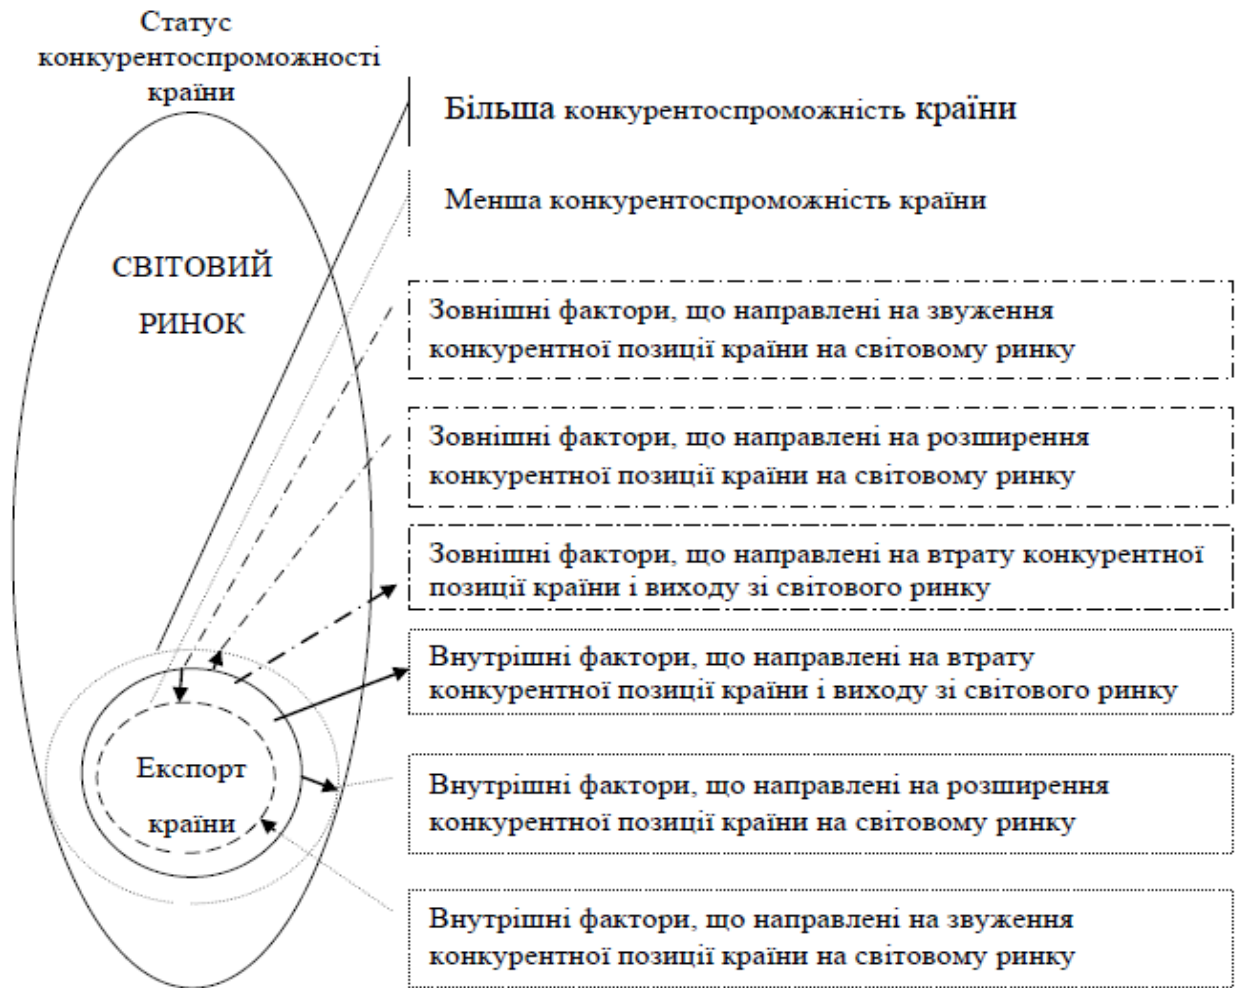 Статус
конкурентоспроможності
країни
Більша конкурентоспроможність країни
Менша конкурентоспроможність країни
СВІТОВИЙ
РИНОК
Зовнішні фактори, що направлені на звуження
конкурентної позиції країни на світовому ринку
Зовнішні фактори, що направлені на розширення
конкурентної позиції країни на світовому ринку
Зовнішні фактори, що направлені на втрату конкурентної
позиції країни і виходу зі світового ринку
Внутрішні фактори, що направлені на втрату
конкурентної позиції країни і виходу зі світового ринку
Експорт
країни
Внутрішні фактори, що направлені на розширення
конкурентної позиції країни на світовому ринку
Внутрішні фактори, що направлені на звуження
конкурентної позиції країни на світовому ринку